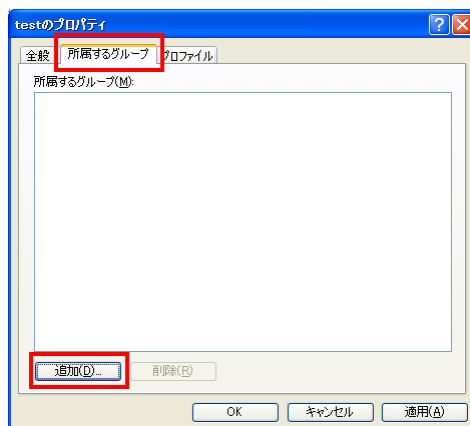 testのプロパティ
全般 所属するグループ プロファイル
所属するグループ(M):
追加(D)... 削除(R)
OK キャンセル 適用(A)